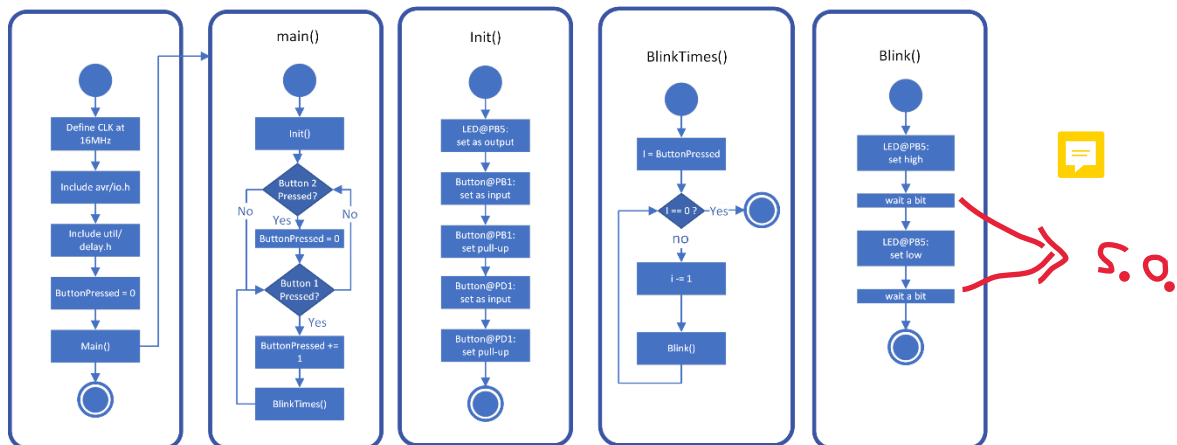 Define CLK at
16MHz
Include avr/io.h
Include util/
delay.h
ButtonPressed = 0
Main()
main()
Init()
Button 2
Pressed?
No
No
Yes
ButtonPressed = 0
Button 1
Pressed?
Yes
ButtonPressed +=
1
BlinkTimes()
Init()
LED@PB5:
set as output
Button@PB1:
set as input
Button@PB1:
set pull-up
Button@PD1:
set as input
Button@PD1:
set pull-up
BlinkTimes()
I = ButtonPressed
I == 0 ?
Yes
no
i -= 1
Blink()
Blink()
LED@PB5:
set high
wait a bit
LED@PB5:
set low
wait a bit
S.O.